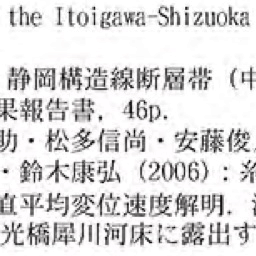 the Itoigawa-Shizuoka
静岡構造線断層帯（中
果報告書, 46p.
助・松多信尚・安藤俊
・鈴木康弘 (2006)：糸
直平均変位速度解明.
光橋犀川河床に露出す